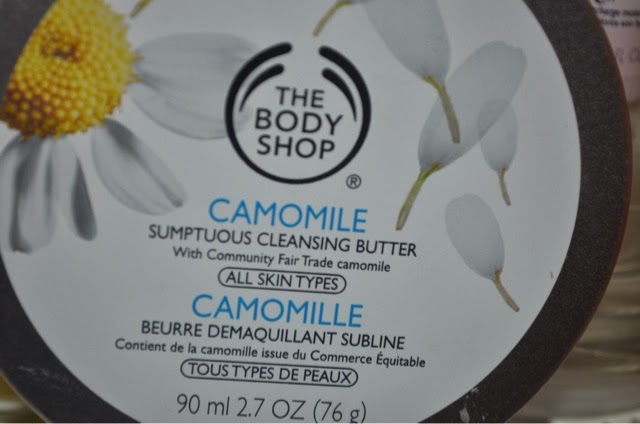 THE
BODY
SHOP
®
CAMOMILE
SUMPTUOUS CLEANSING BUTTER
With Community Fair Trade camomile
ALL SKIN TYPES
CAMOMILLE
BEURRE DEMAQUILLANT SUBLINE
Contient de la camomille issue du Commerce Équitable
TOUS TYPES DE PEAUX
90 ml 2.7 OZ (76 g)